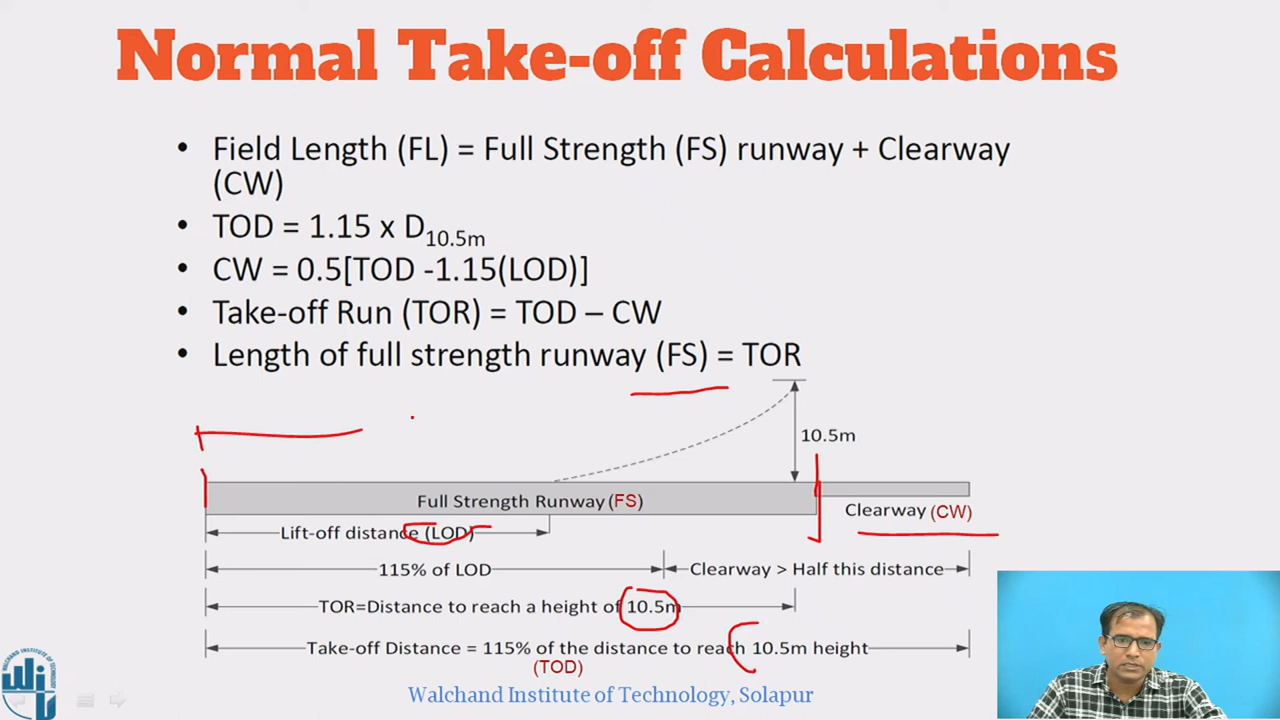 Normal Take-off Calculations
• Field Length (FL) = Full Strength (FS) runway + Clearway
(CW)
• TOD = 1.15 x D10.5m
• CW = 0.5[TOD -1.15(LOD)]
• Take-off Run (TOR) = TOD – CW
• Length of full strength runway (FS) = TOR
10.5m
Full Strength Runway (FS)
Clearway (CW)
Lift-off distance (LOD)
115% of LOD
Clearway > Half this distance
TOR=Distance to reach a height of 10.5m
Take-off Distance = 115% of the distance to reach 10.5m height
(TOD)
Walchand Institute of Technology, Solapur